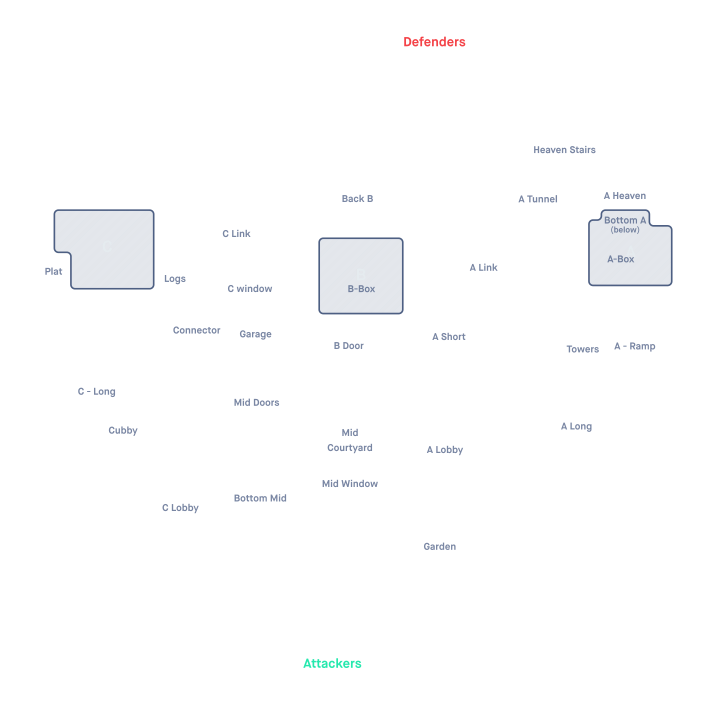 Defenders
Heaven Stairs
Back B
A Tunnel
A Heaven
Bottom A
(below)
C Link
A-Box
Plat
Logs
A Link
C window
B-Box
Connector
Garage
B Door
A Short
Towers
A - Ramp
C - Long
Mid Doors
Cubby
Mid
Courtyard
A Lobby
A Long
Mid Window
Bottom Mid
C Lobby
Garden
Attackers